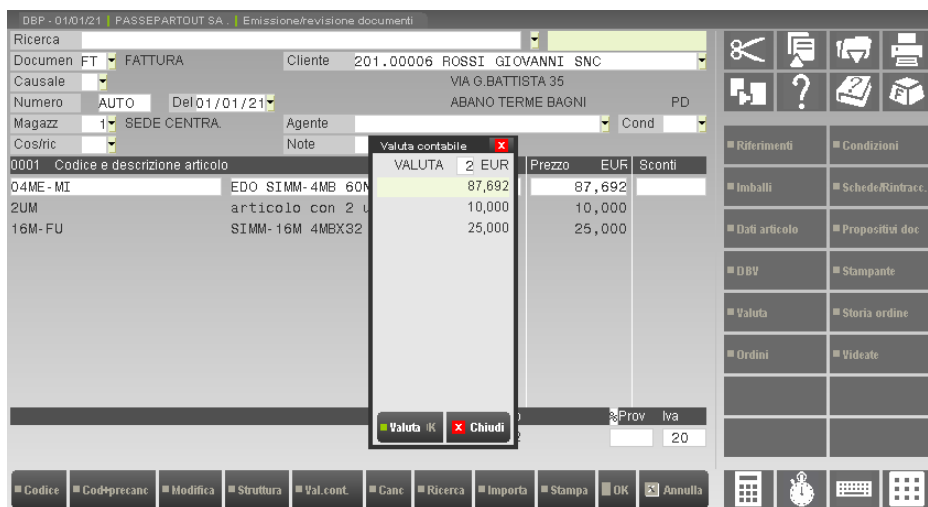 DBP - 01/01/21 | PASSEPARTOUT SA. | Emissione/revisione documenti
Ricerca
Documen FT FATTURA Cliente 201.00006 ROSSI GIOVANNI SNC
Causale VIA G.BATTISTA 35
Numero AUTO Del 01/01/21 ABANO TERME BAGNI PD
Magazz 1 SEDE CENTRA. Agente Cond
Cos/ric Note
Valuta contabile
VALUTA 2 EUR
0001 Codice e descrizione articolo Prezzo EUR Sconti
04ME-MI EDO SIMM-4MB 60N 87,692 87,692
2UM articolo con 2 u 10,000 10,000
16M-FU SIMM-16M 4MBX32 25,000 25,000
%Prov Iva
20
Valuta K Chiudi
Codice Cod+precanc Modifica Struttura Val.cont. Canc Ricerca Importa Stampa OK Annulla
Riferimenti Condizioni
Imballi Schede/Rintracc.
Dati articolo Propositivi doc
DBV Stampante
Valuta Storia ordine
Ordini Videate